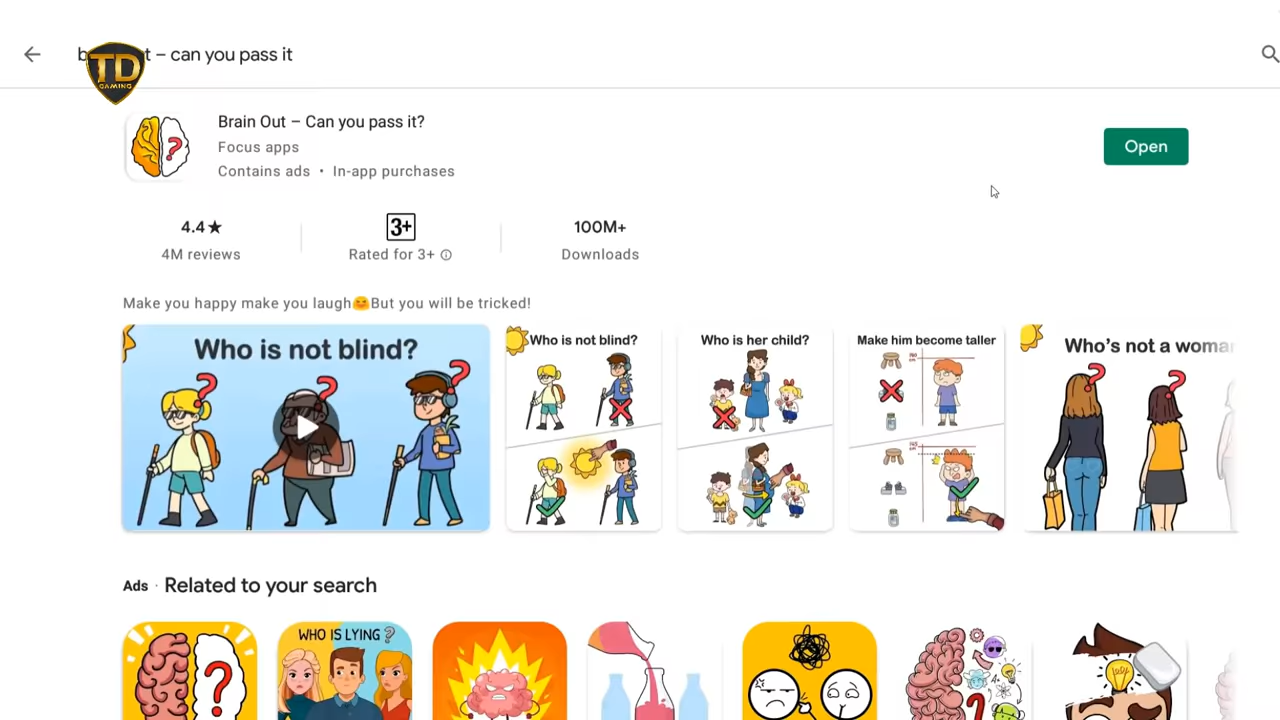 b t – can you pass it
TD
GAMING
Brain Out – Can you pass it?
Focus apps
Contains ads • In-app purchases
Open
4.4★
3+
100M+
4M reviews
Rated for 3+
Downloads
Make you happy make you laugh😄But you will be tricked!
Who is not blind?
Who is not blind?
Who is her child?
Make him become taller
Who's not a woma
Ads · Related to your search
WHO IS LYING?